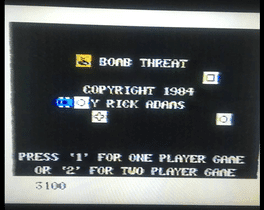 BOMB THREAT
COPYRIGHT 1984
BY RICK ADAMS
PRESS '1' FOR ONE PLAYER GAME
OR '2' FOR TWO PLAYER GAME
3100